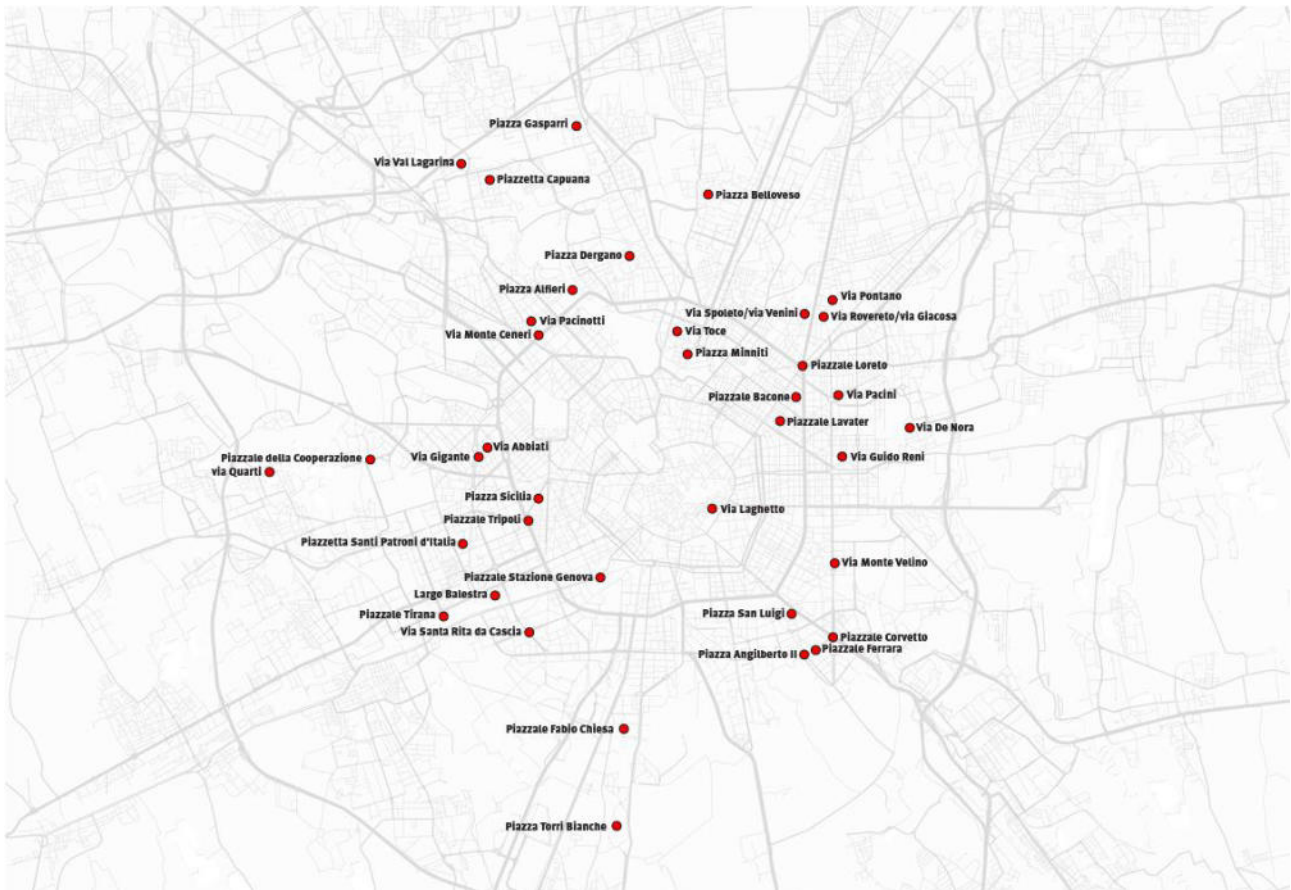 Piazza Gasparri
Via Val Lagarina
Piazzetta Capuana
Piazza Belloveso
Piazza Dergano
Piazza Alfieri
Via Pontano
Via Spoleto/via Venini
Via Rovereto/via Giacosa
Via Pacinotti
Via Toce
Via Monte Ceneri
Piazza Minniti
Piazzale Loreto
Piazzale Bacone
Via Pacini
Piazzale Lavater
Via De Nora
Via Abbiati
Via Gigante
Via Guido Reni
Piazzale della Cooperazione
via Quarti
Piazza Sicilia
Via Laghetto
Piazzale Tripoli
Piazzetta Santi Patroni d'Italia
Via Monte Velino
Piazzale Stazione Genova
Largo Balestra
Piazzale Tirana
Piazza San Luigi
Via Santa Rita da Cascia
Piazzale Corvetto
Piazzale Ferrara
Piazza Angilberto II
Piazzale Fabio Chiesa
Piazza Torri Bianche